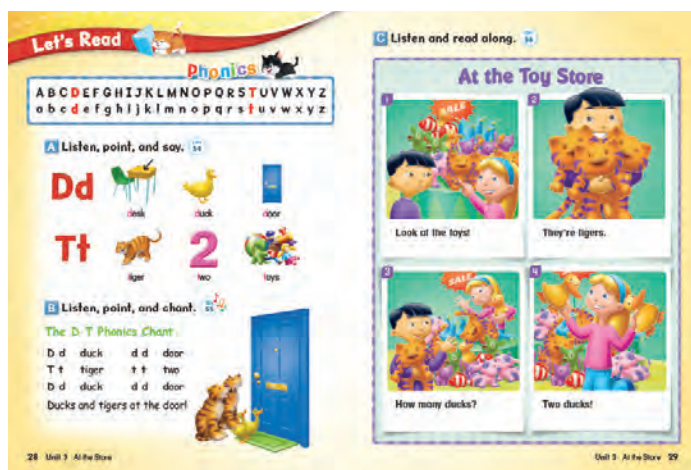 Let's Read
Phonics
A B C D E F G H I J K L M N O P Q R S T U V W X Y Z
a b c d e f g h i j k l m n o p q r s t u v w x y z
A Listen, point, and say.
Dd
desk duck door
Tt
2
tiger two toys
B Listen, point, and chant.
The D T Phonics Chant
D d duck d d door
T t tiger t t two
D d duck d d door
Ducks and tigers at the door!
28 Unit 3 At the Store
C Listen and read along.
At the Toy Store
1
SALE
Look at the toys!
2
They're tigers.
3
SALE
How many ducks?
4
Two ducks!
Unit 3 At the Store 29